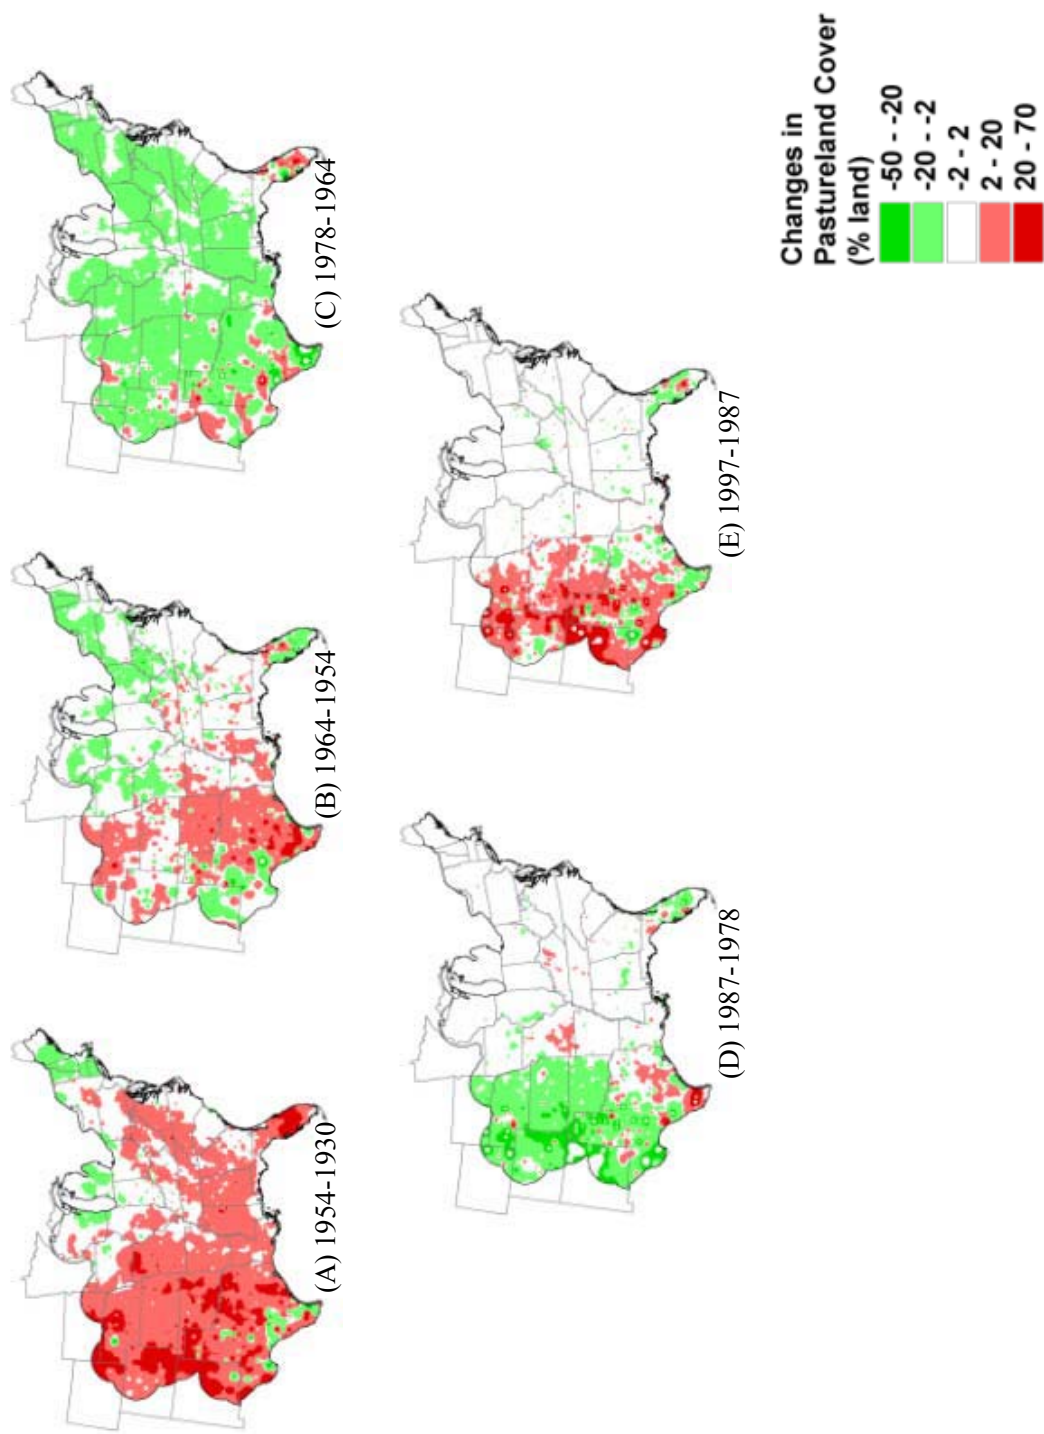 (A) 1954-1930
(B) 1964-1954
(C) 1978-1964
(D) 1987-1978
(E) 1997-1987
Changes in
Pastureland Cover
(% land)
-50 - -20
-20 - -2
-2 - 2
2 - 20
20 - 70